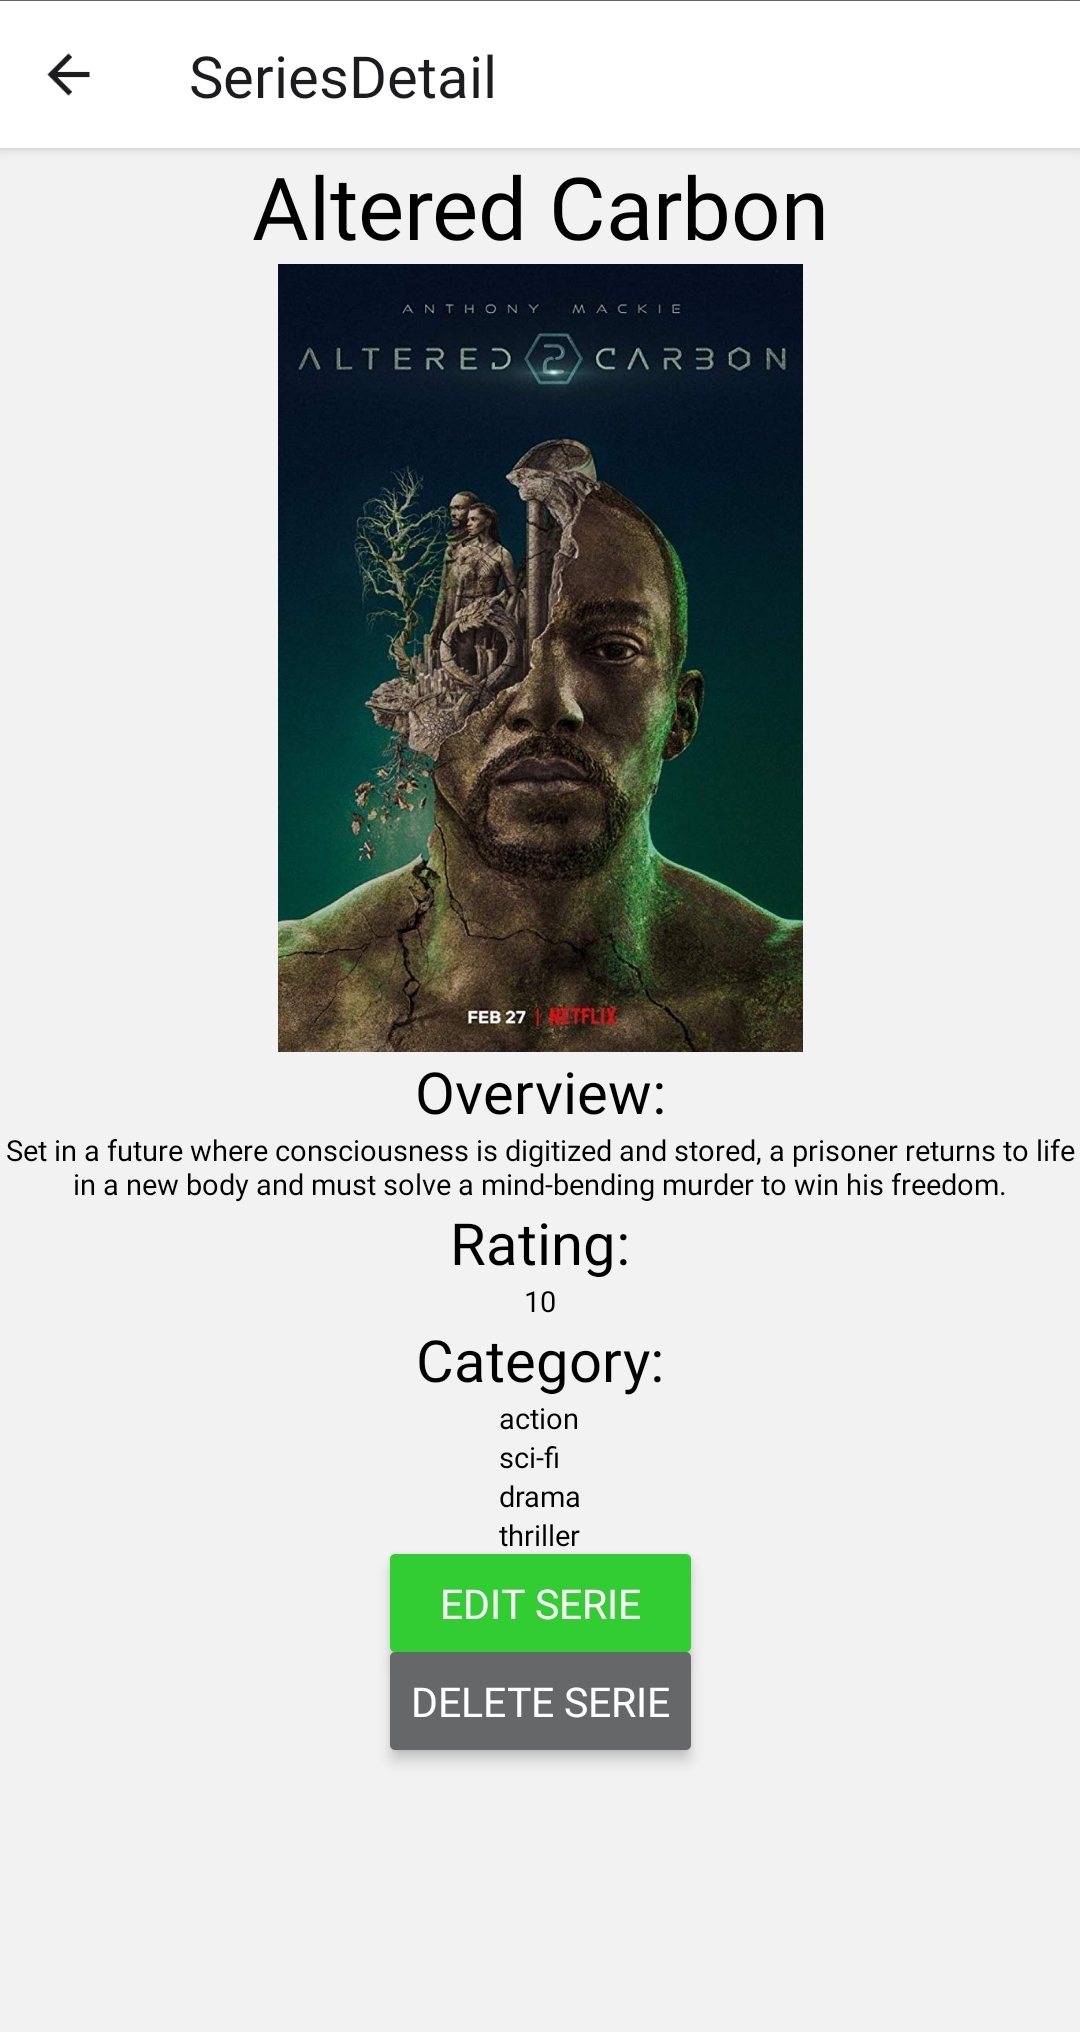 SeriesDetail
Altered Carbon
ANTHONY MACKIE
ALTERED 2 CARBON
FEB 27 | NETFLIX
Overview:
Set in a future where consciousness is digitized and stored, a prisoner returns to life
in a new body and must solve a mind-bending murder to win his freedom.
Rating:
10
Category:
action
sci-fi
drama
thriller
EDIT SERIE
DELETE SERIE